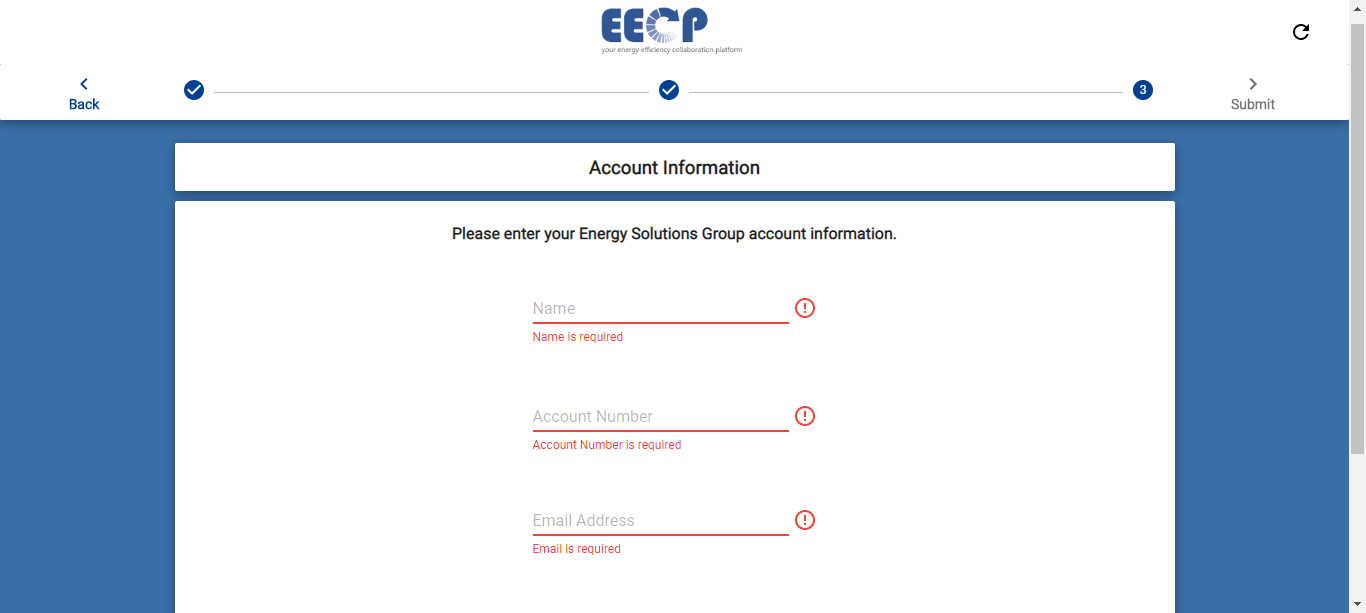 EECP
your energy efficiency collaboration platform
Back
3
Submit
Account Information
Please enter your Energy Solutions Group account information.
Name
Name is required
Account Number
Account Number is required
Email Address
Email is required